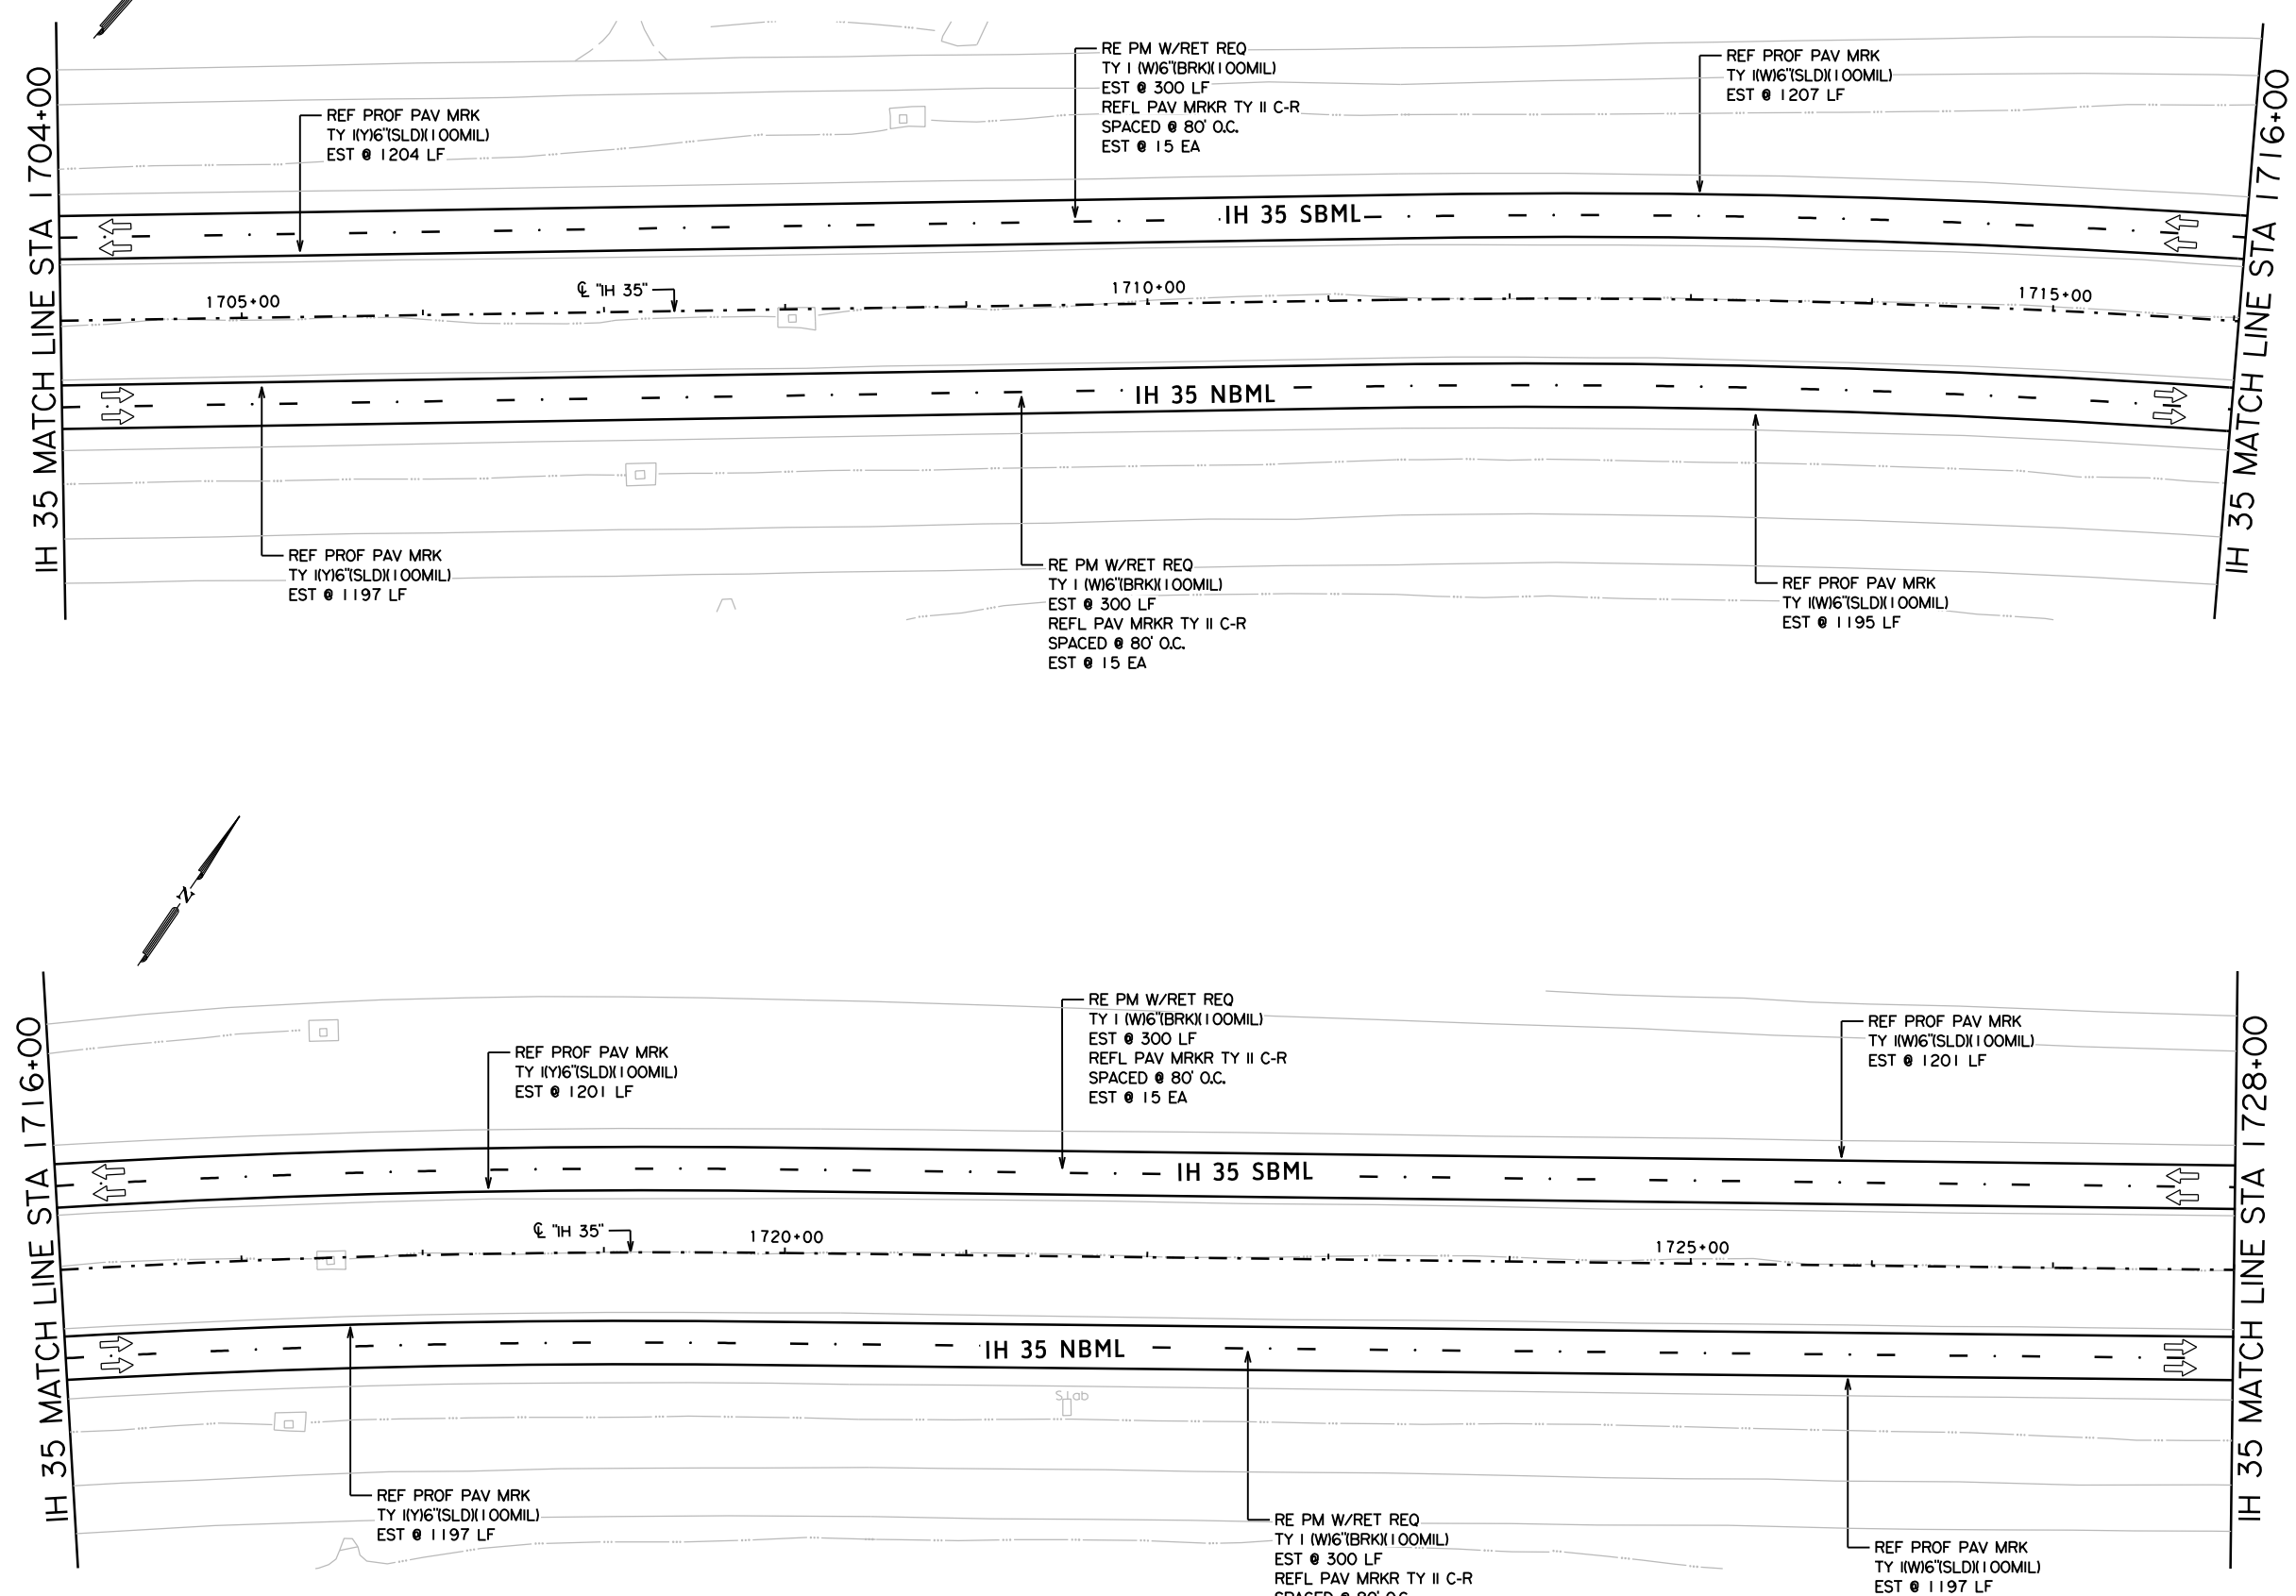 IH 35 MATCH LINE STA 1704+00
REF PROF PAV MRK
TY I(Y)6"(SLD)(100MIL)
EST @ 1204 LF
RE PM W/RET REQ
TY I (W)6"(BRK)(100MIL)
EST @ 300 LF
REFL PAV MRKR TY II C-R
SPACED @ 80' O.C.
EST @ 15 EA
REF PROF PAV MRK
TY I(W)6"(SLD)(100MIL)
EST @ 1207 LF
IH 35 MATCH LINE STA 1716+00
IH 35 SBML
1705+00
℄ "IH 35"
1710+00
1715+00
IH 35 NBML
REF PROF PAV MRK
TY I(Y)6"(SLD)(100MIL)
EST @ 1197 LF
RE PM W/RET REQ
TY I (W)6"(BRK)(100MIL)
EST @ 300 LF
REFL PAV MRKR TY II C-R
SPACED @ 80' O.C.
EST @ 15 EA
REF PROF PAV MRK
TY I(W)6"(SLD)(100MIL)
EST @ 1195 LF
N
IH 35 MATCH LINE STA 1716+00
REF PROF PAV MRK
TY I(Y)6"(SLD)(100MIL)
EST @ 1201 LF
RE PM W/RET REQ
TY I (W)6"(BRK)(100MIL)
EST @ 300 LF
REFL PAV MRKR TY II C-R
SPACED @ 80' O.C.
EST @ 15 EA
REF PROF PAV MRK
TY I(W)6"(SLD)(100MIL)
EST @ 1201 LF
IH 35 MATCH LINE STA 1728+00
IH 35 SBML
℄ "IH 35"
1720+00
1725+00
IH 35 NBML
Slab
REF PROF PAV MRK
TY I(Y)6"(SLD)(100MIL)
EST @ 1197 LF
RE PM W/RET REQ
TY I (W)6"(BRK)(100MIL)
EST @ 300 LF
REFL PAV MRKR TY II C-R
SPACED @ 80' O.C.
REF PROF PAV MRK
TY I(W)6"(SLD)(100MIL)
EST @ 1197 LF